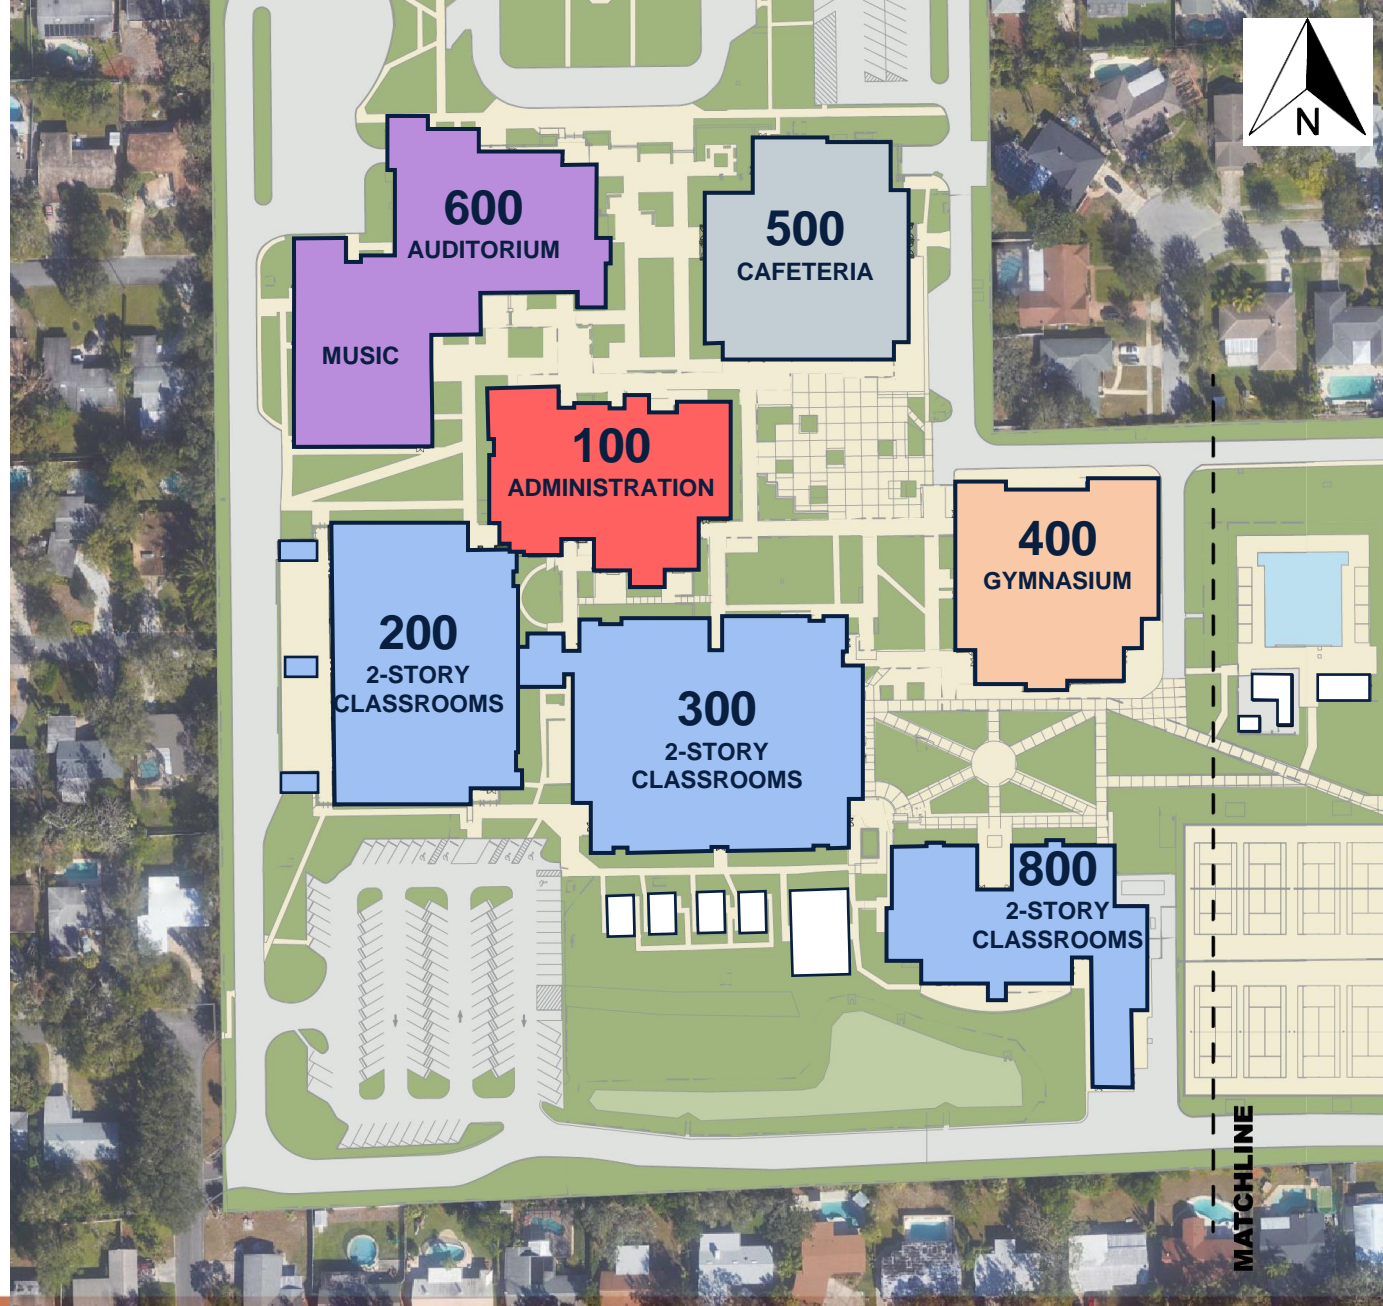 N
600
AUDITORIUM
500
CAFETERIA
MUSIC
100
ADMINISTRATION
400
GYMNASIUM
200
2-STORY
CLASSROOMS
300
2-STORY
CLASSROOMS
800
2-STORY
CLASSROOMS
MATCHLINE